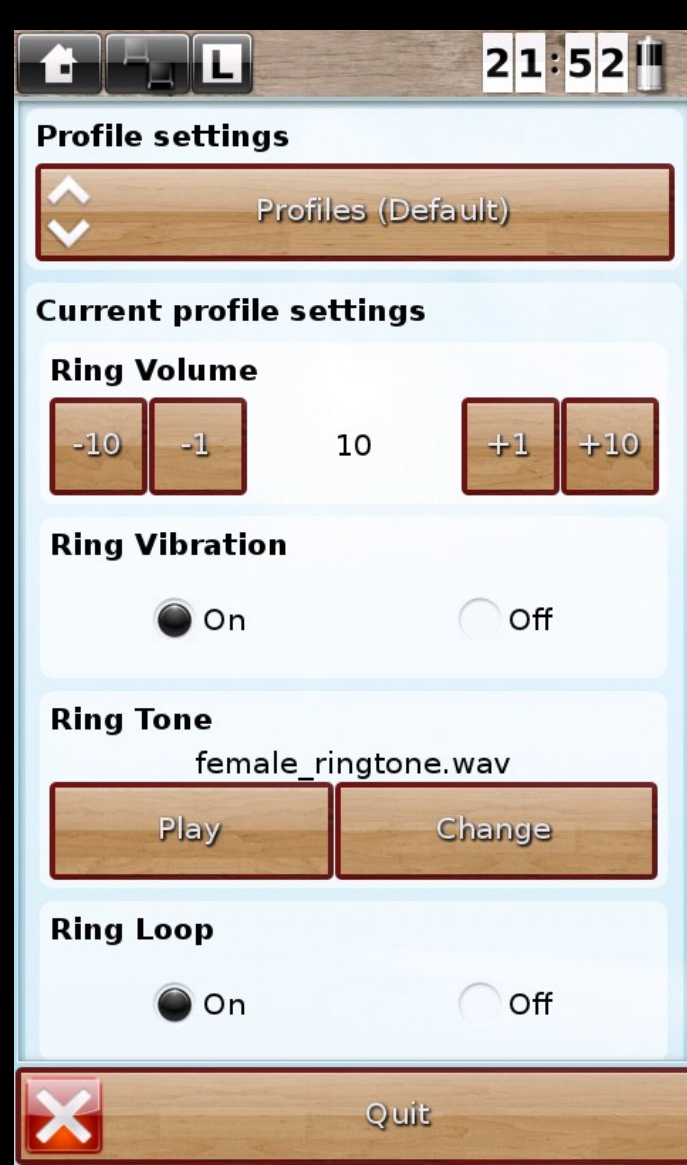 L 21:52
Profile settings
Profiles (Default)
Current profile settings
Ring Volume
-10 -1 10 +1 +10
Ring Vibration
On Off
Ring Tone
female_ringtone.wav
Play Change
Ring Loop
On Off
Quit